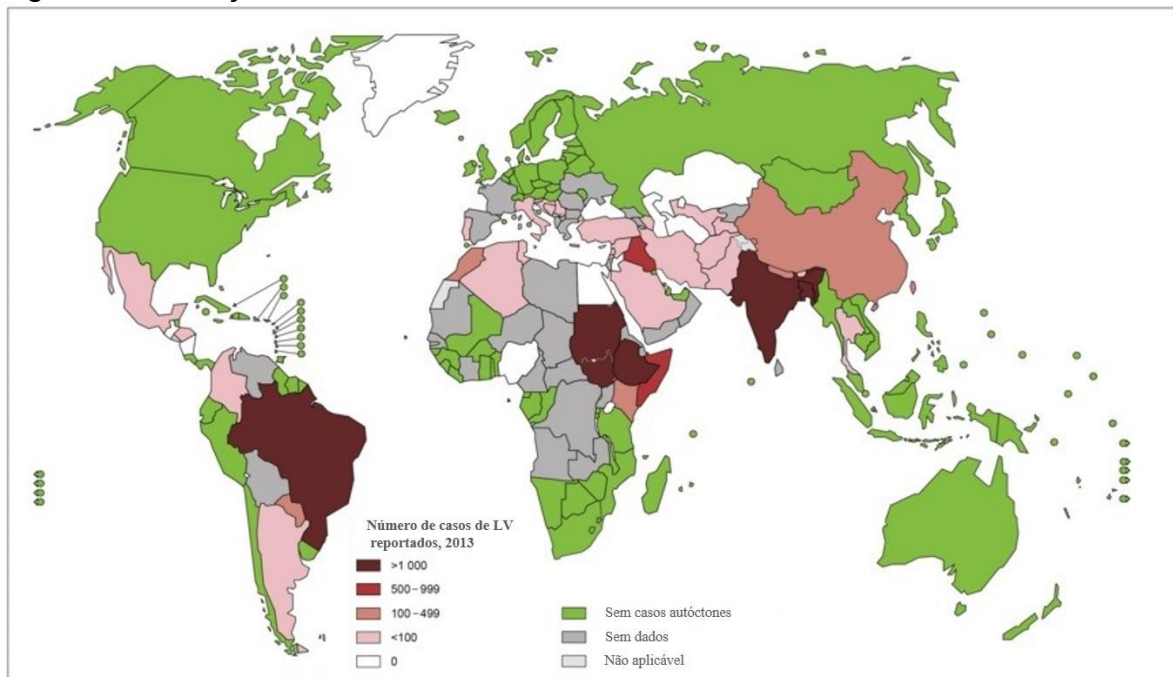 Número de casos de LV
reportados, 2013
>1 000
500–999
100–499
<100
0
Sem casos autóctones
Sem dados
Não aplicável